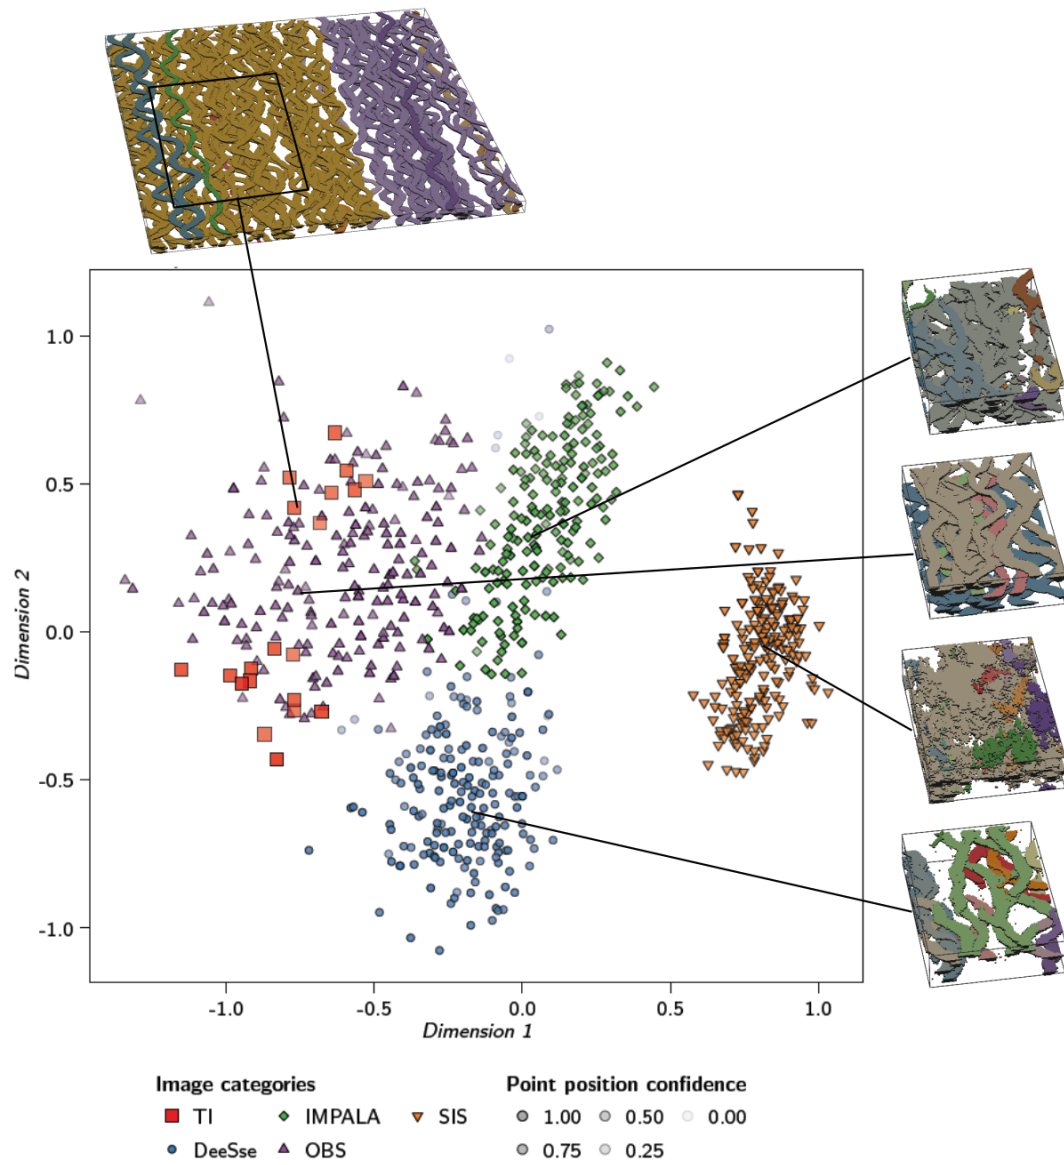 1.0
0.5
0.0
-0.5
-1.0
Dimension 2
-1.0 -0.5 0.0 0.5 1.0
Dimension 1
Image categories Point position confidence
TI IMPALA SIS 1.00 0.50 0.00
DeeSse OBS 0.75 0.25